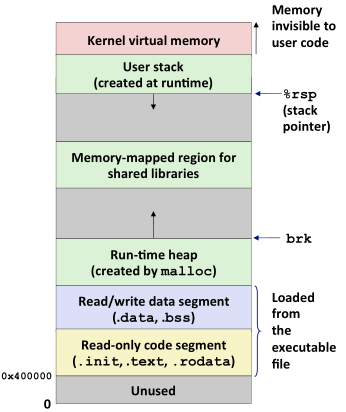 Memory
invisible to
user code
Kernel virtual memory
User stack
(created at runtime)
%rsp
(stack
pointer)
Memory-mapped region for
shared libraries
brk
Run-time heap
(created by malloc)
Read/write data segment
(.data, .bss)
Loaded
from
the
executable
file
Read-only code segment
(.init, .text, .rodata)
0x400000
Unused
0